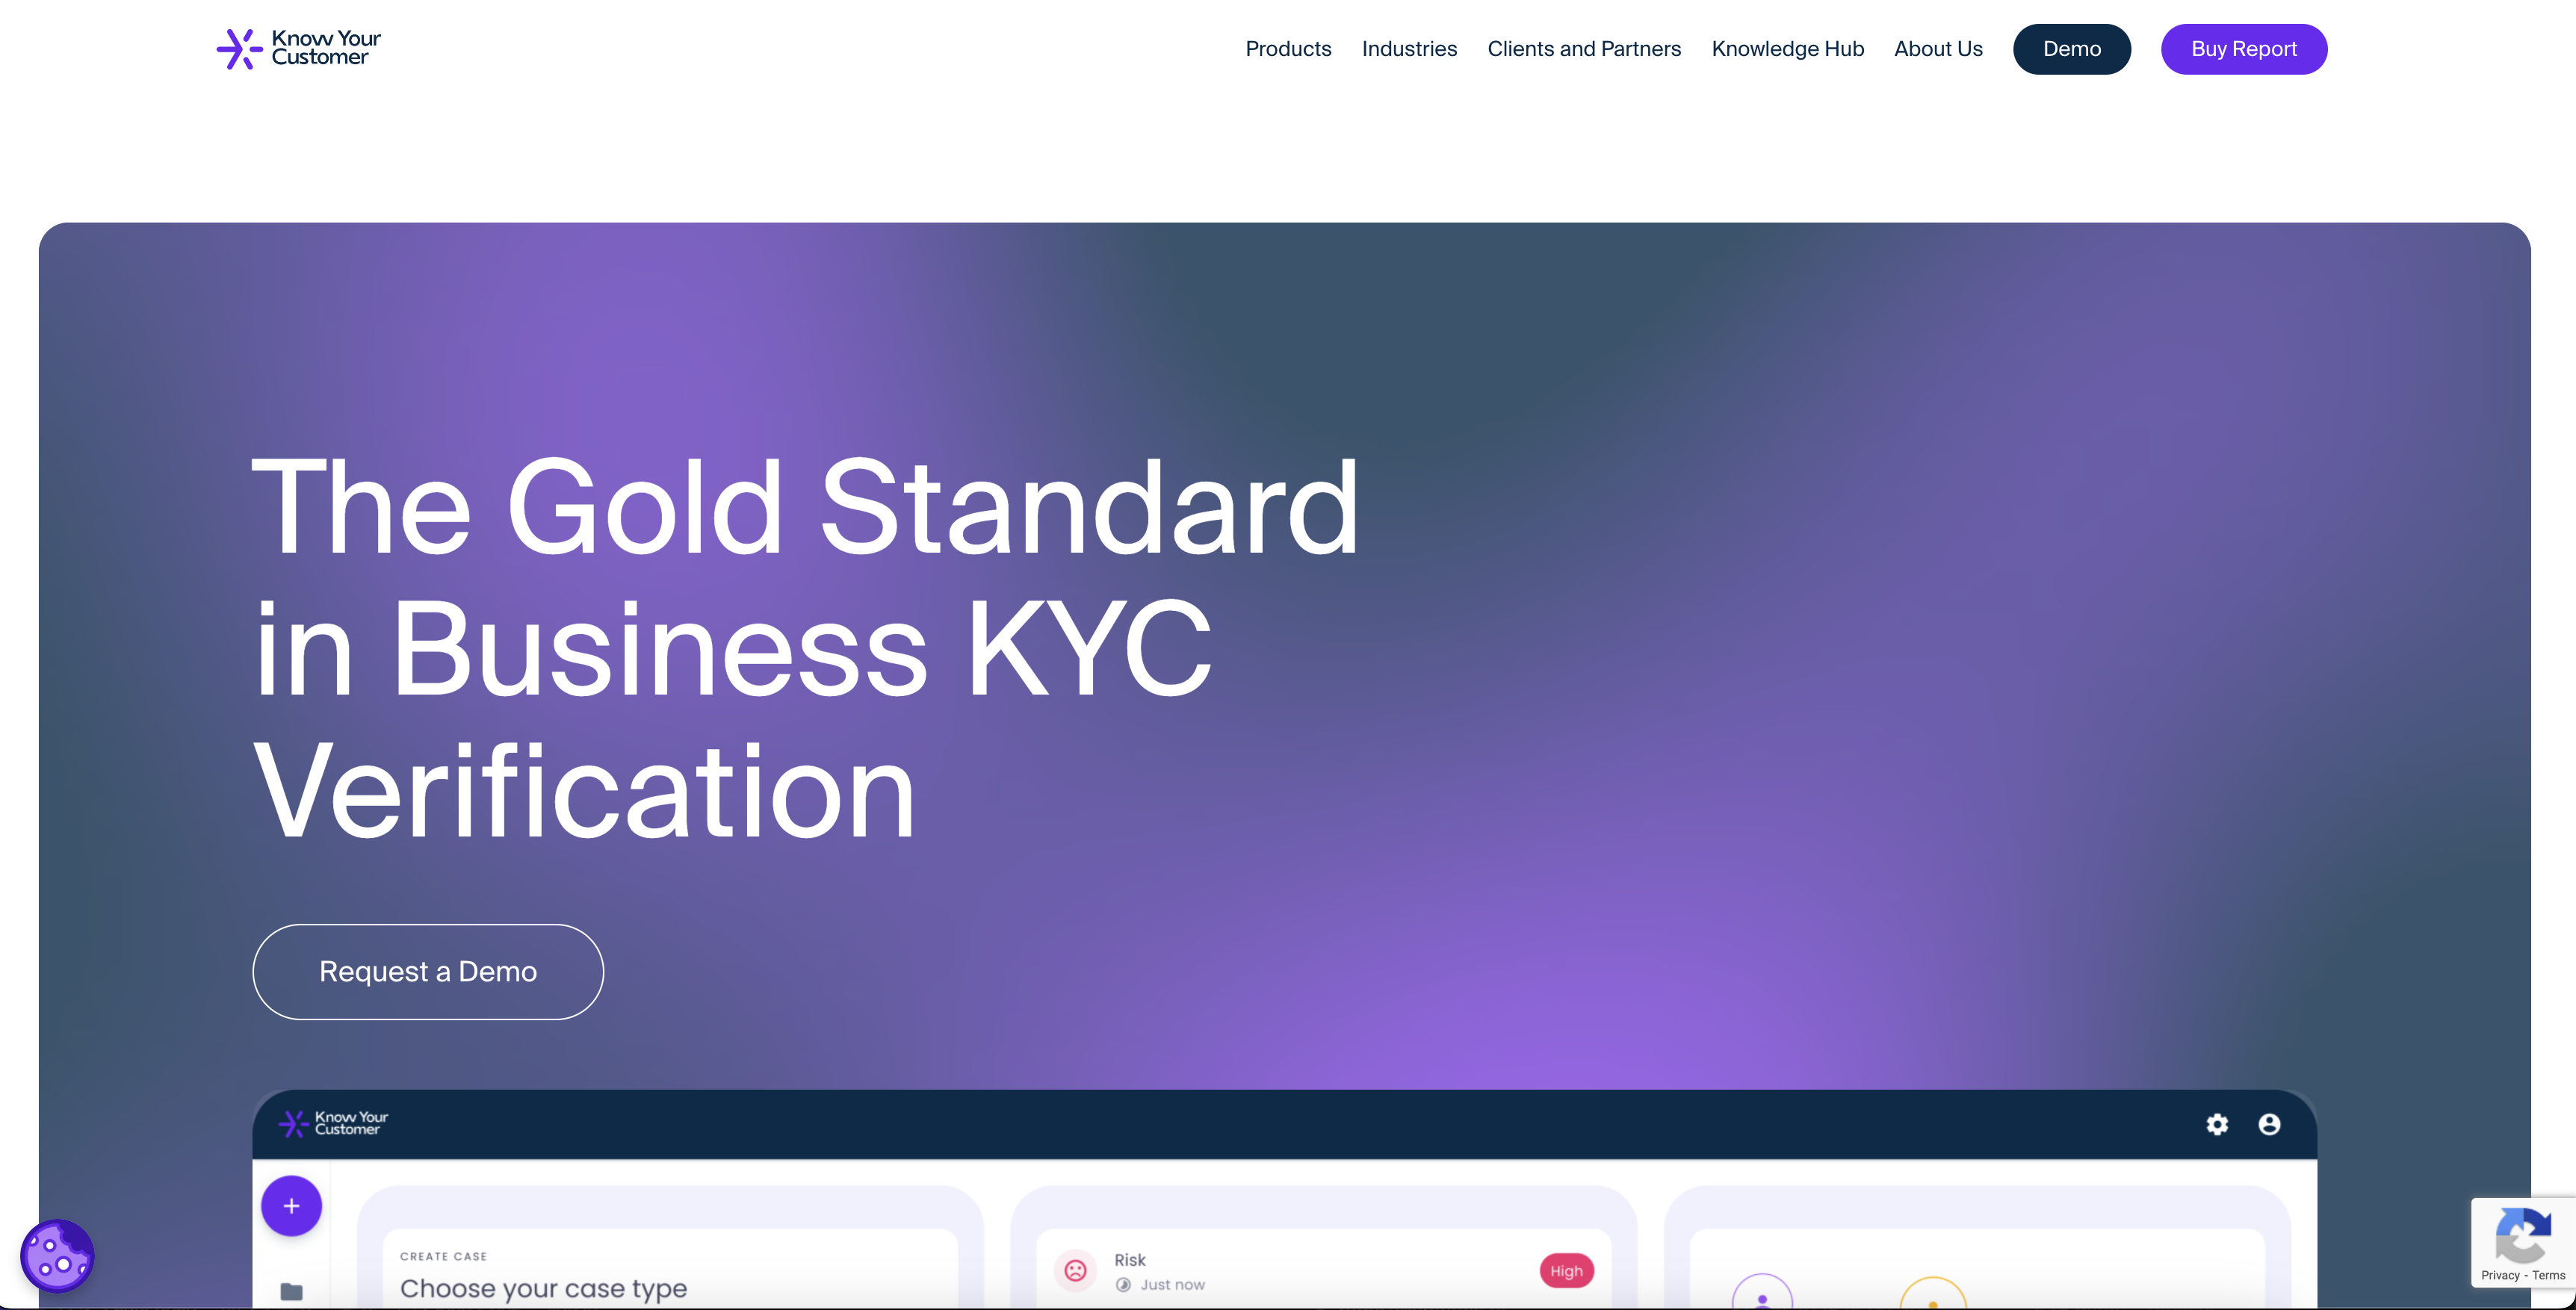 Know Your
Customer
Products
Industries
Clients and Partners
Knowledge Hub
About Us
Demo
Buy Report
The Gold Standard
in Business KYC
Verification
Request a Demo
Know Your
Customer
+
CREATE CASE
Choose your case type
Risk
Just now
High
Privacy - Terms